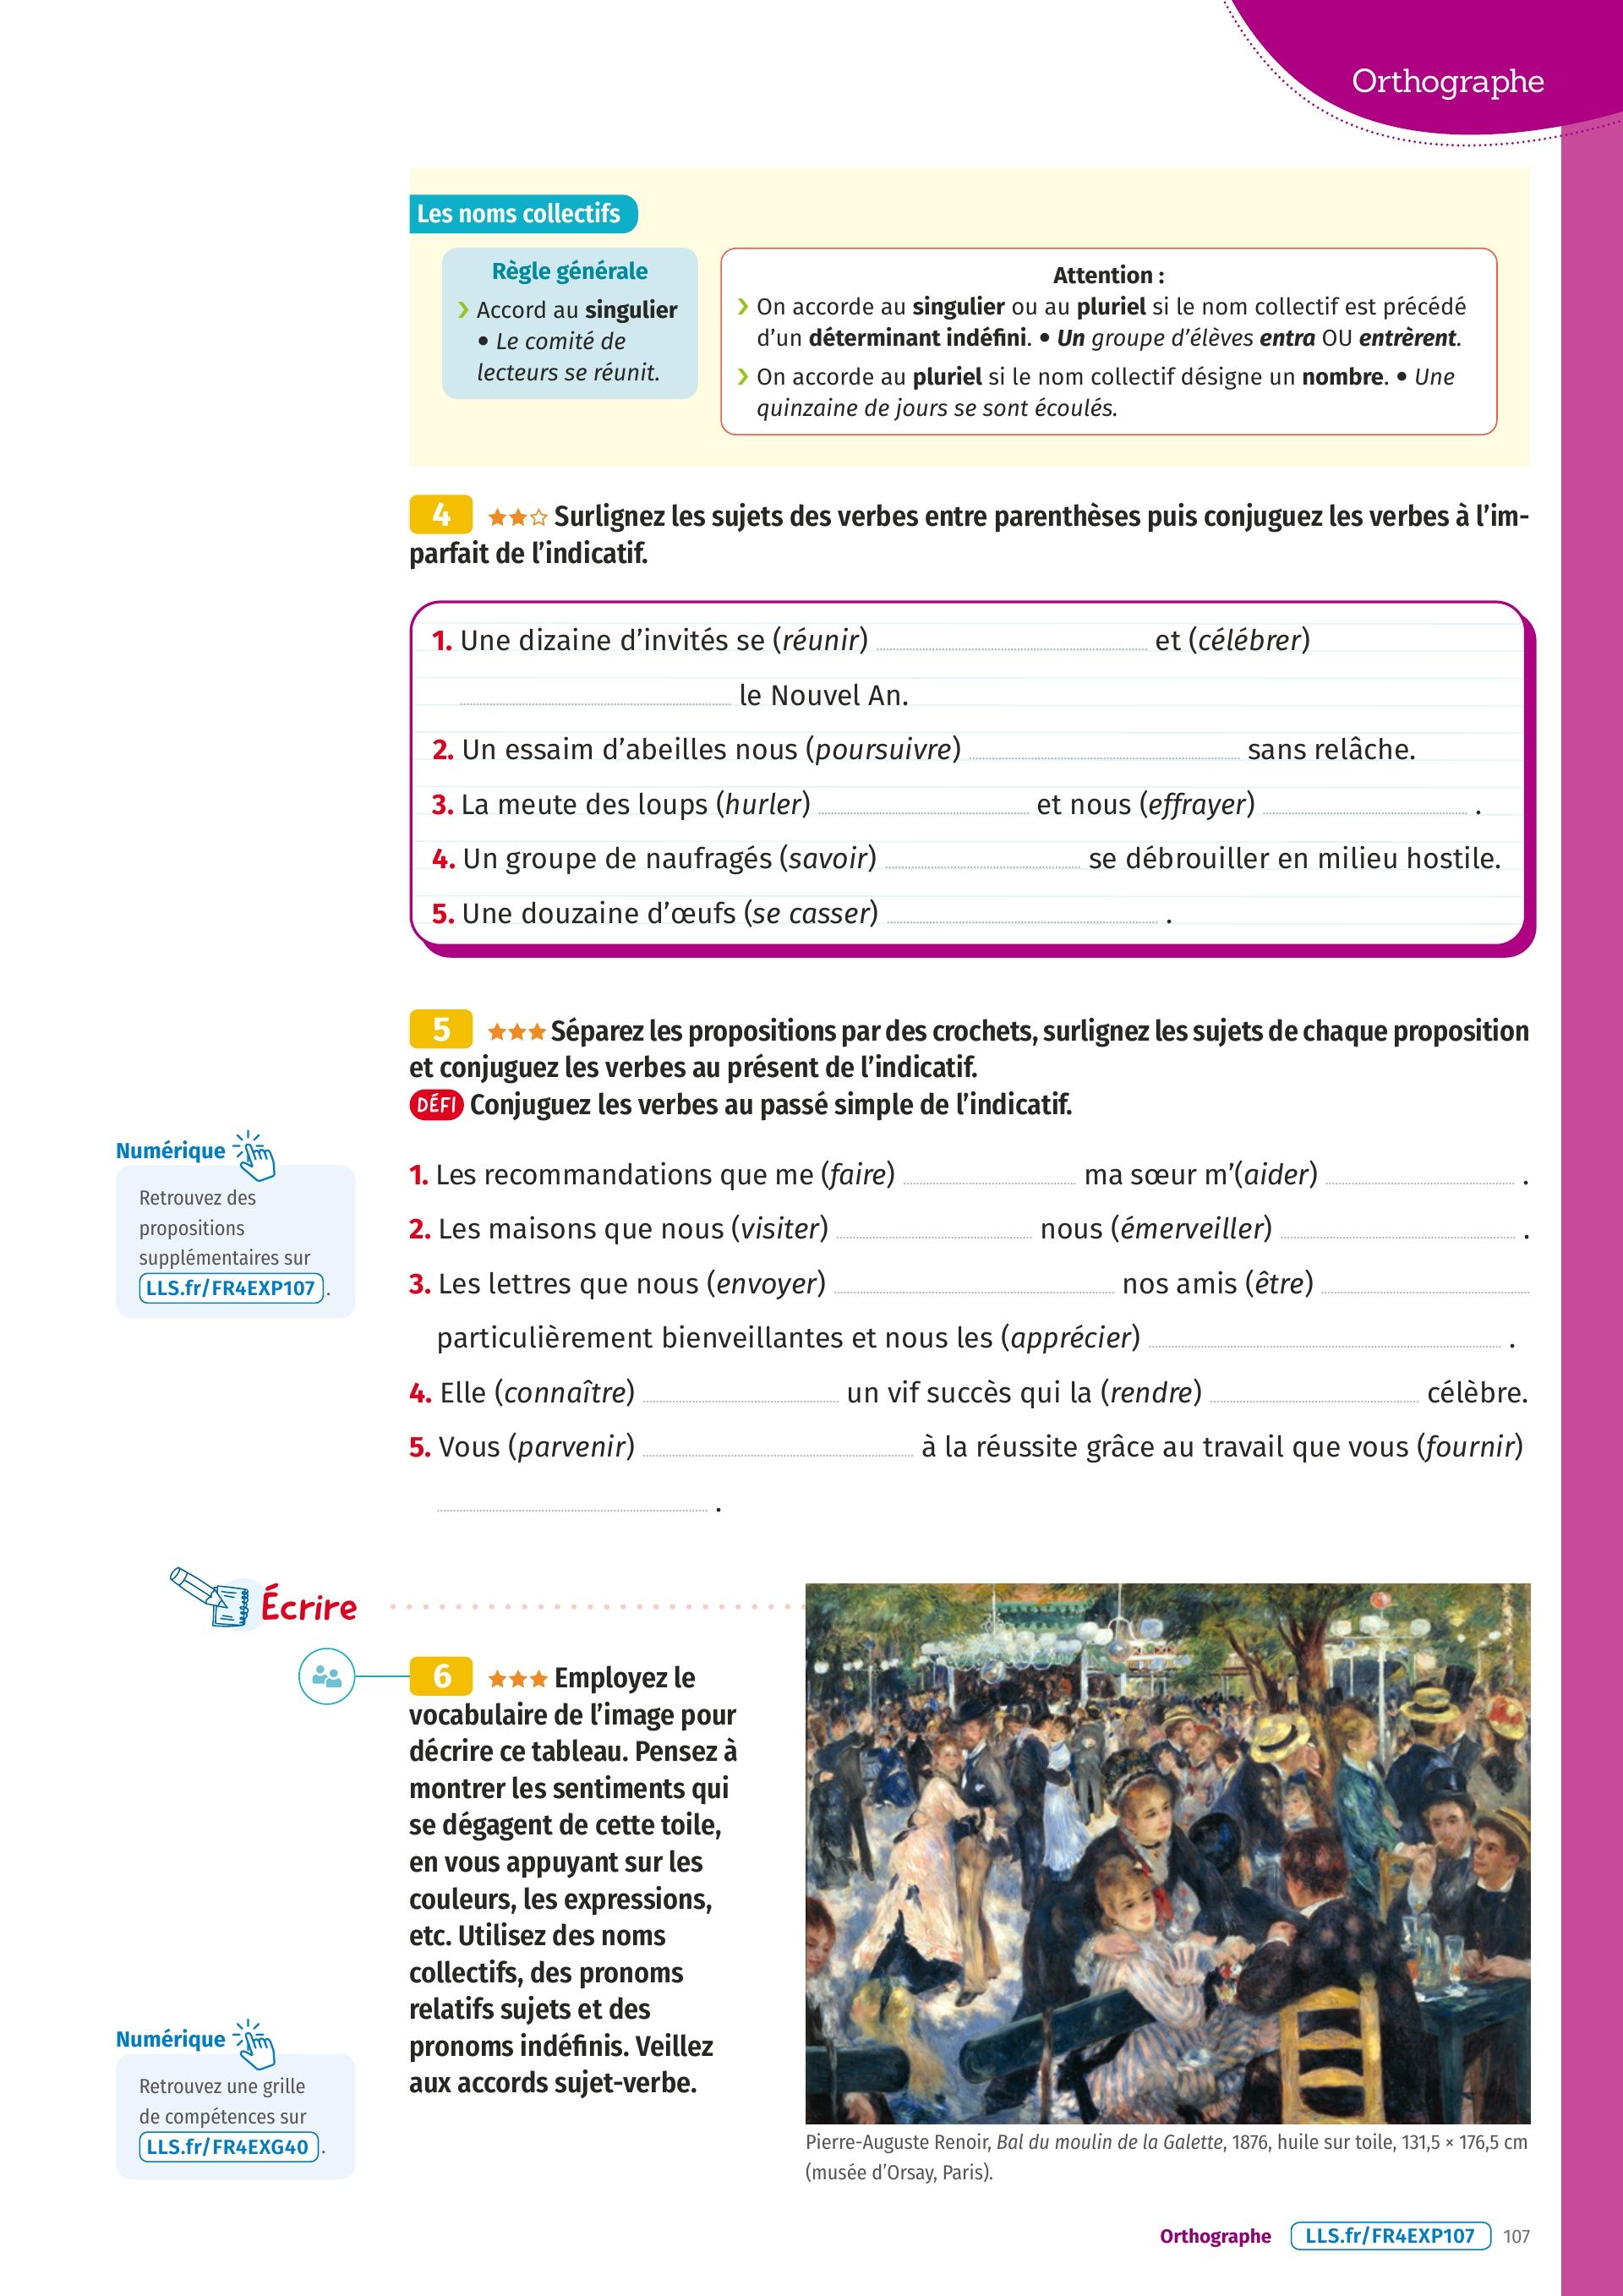 Orthographe
Les noms collectifs
Règle générale
❯ Accord au singulier
• Le comité de
lecteurs se réunit.
Attention :
❯ On accorde au singulier ou au pluriel si le nom collectif est précédé
d’un déterminant indéfini. • Un groupe d’élèves entra OU entrèrent.
❯ On accorde au pluriel si le nom collectif désigne un nombre. • Une
quinzaine de jours se sont écoulés.
4 ★★☆ Surlignez les sujets des verbes entre parenthèses puis conjuguez les verbes à l’im-
parfait de l’indicatif.
1. Une dizaine d’invités se (réunir) ........ et (célébrer)
........ le Nouvel An.
2. Un essaim d’abeilles nous (poursuivre) ........ sans relâche.
3. La meute des loups (hurler) ........ et nous (effrayer) ........ .
4. Un groupe de naufragés (savoir) ........ se débrouiller en milieu hostile.
5. Une douzaine d’œufs (se casser) ........ .
5 ★★★ Séparez les propositions par des crochets, surlignez les sujets de chaque proposition
et conjuguez les verbes au présent de l’indicatif.
DÉFI Conjuguez les verbes au passé simple de l’indicatif.
Numérique
Retrouvez des
propositions
supplémentaires sur
LLS.fr/FR4EXP107 .
1. Les recommandations que me (faire) ........ ma sœur m’(aider) ........ .
2. Les maisons que nous (visiter) ........ nous (émerveiller) ........ .
3. Les lettres que nous (envoyer) ........ nos amis (être) ........
particulièrement bienveillantes et nous les (apprécier) ........ .
4. Elle (connaître) ........ un vif succès qui la (rendre) ........ célèbre.
5. Vous (parvenir) ........ à la réussite grâce au travail que vous (fournir)
........ .
Écrire
6 ★★★ Employez le
vocabulaire de l’image pour
décrire ce tableau. Pensez à
montrer les sentiments qui
se dégagent de cette toile,
en vous appuyant sur les
couleurs, les expressions,
etc. Utilisez des noms
collectifs, des pronoms
relatifs sujets et des
pronoms indéfinis. Veillez
aux accords sujet-verbe.
Numérique
Retrouvez une grille
de compétences sur
LLS.fr/FR4EXG40 .
Pierre-Auguste Renoir, Bal du moulin de la Galette, 1876, huile sur toile, 131,5 × 176,5 cm
(musée d’Orsay, Paris).
Orthographe LLS.fr/FR4EXP107 107